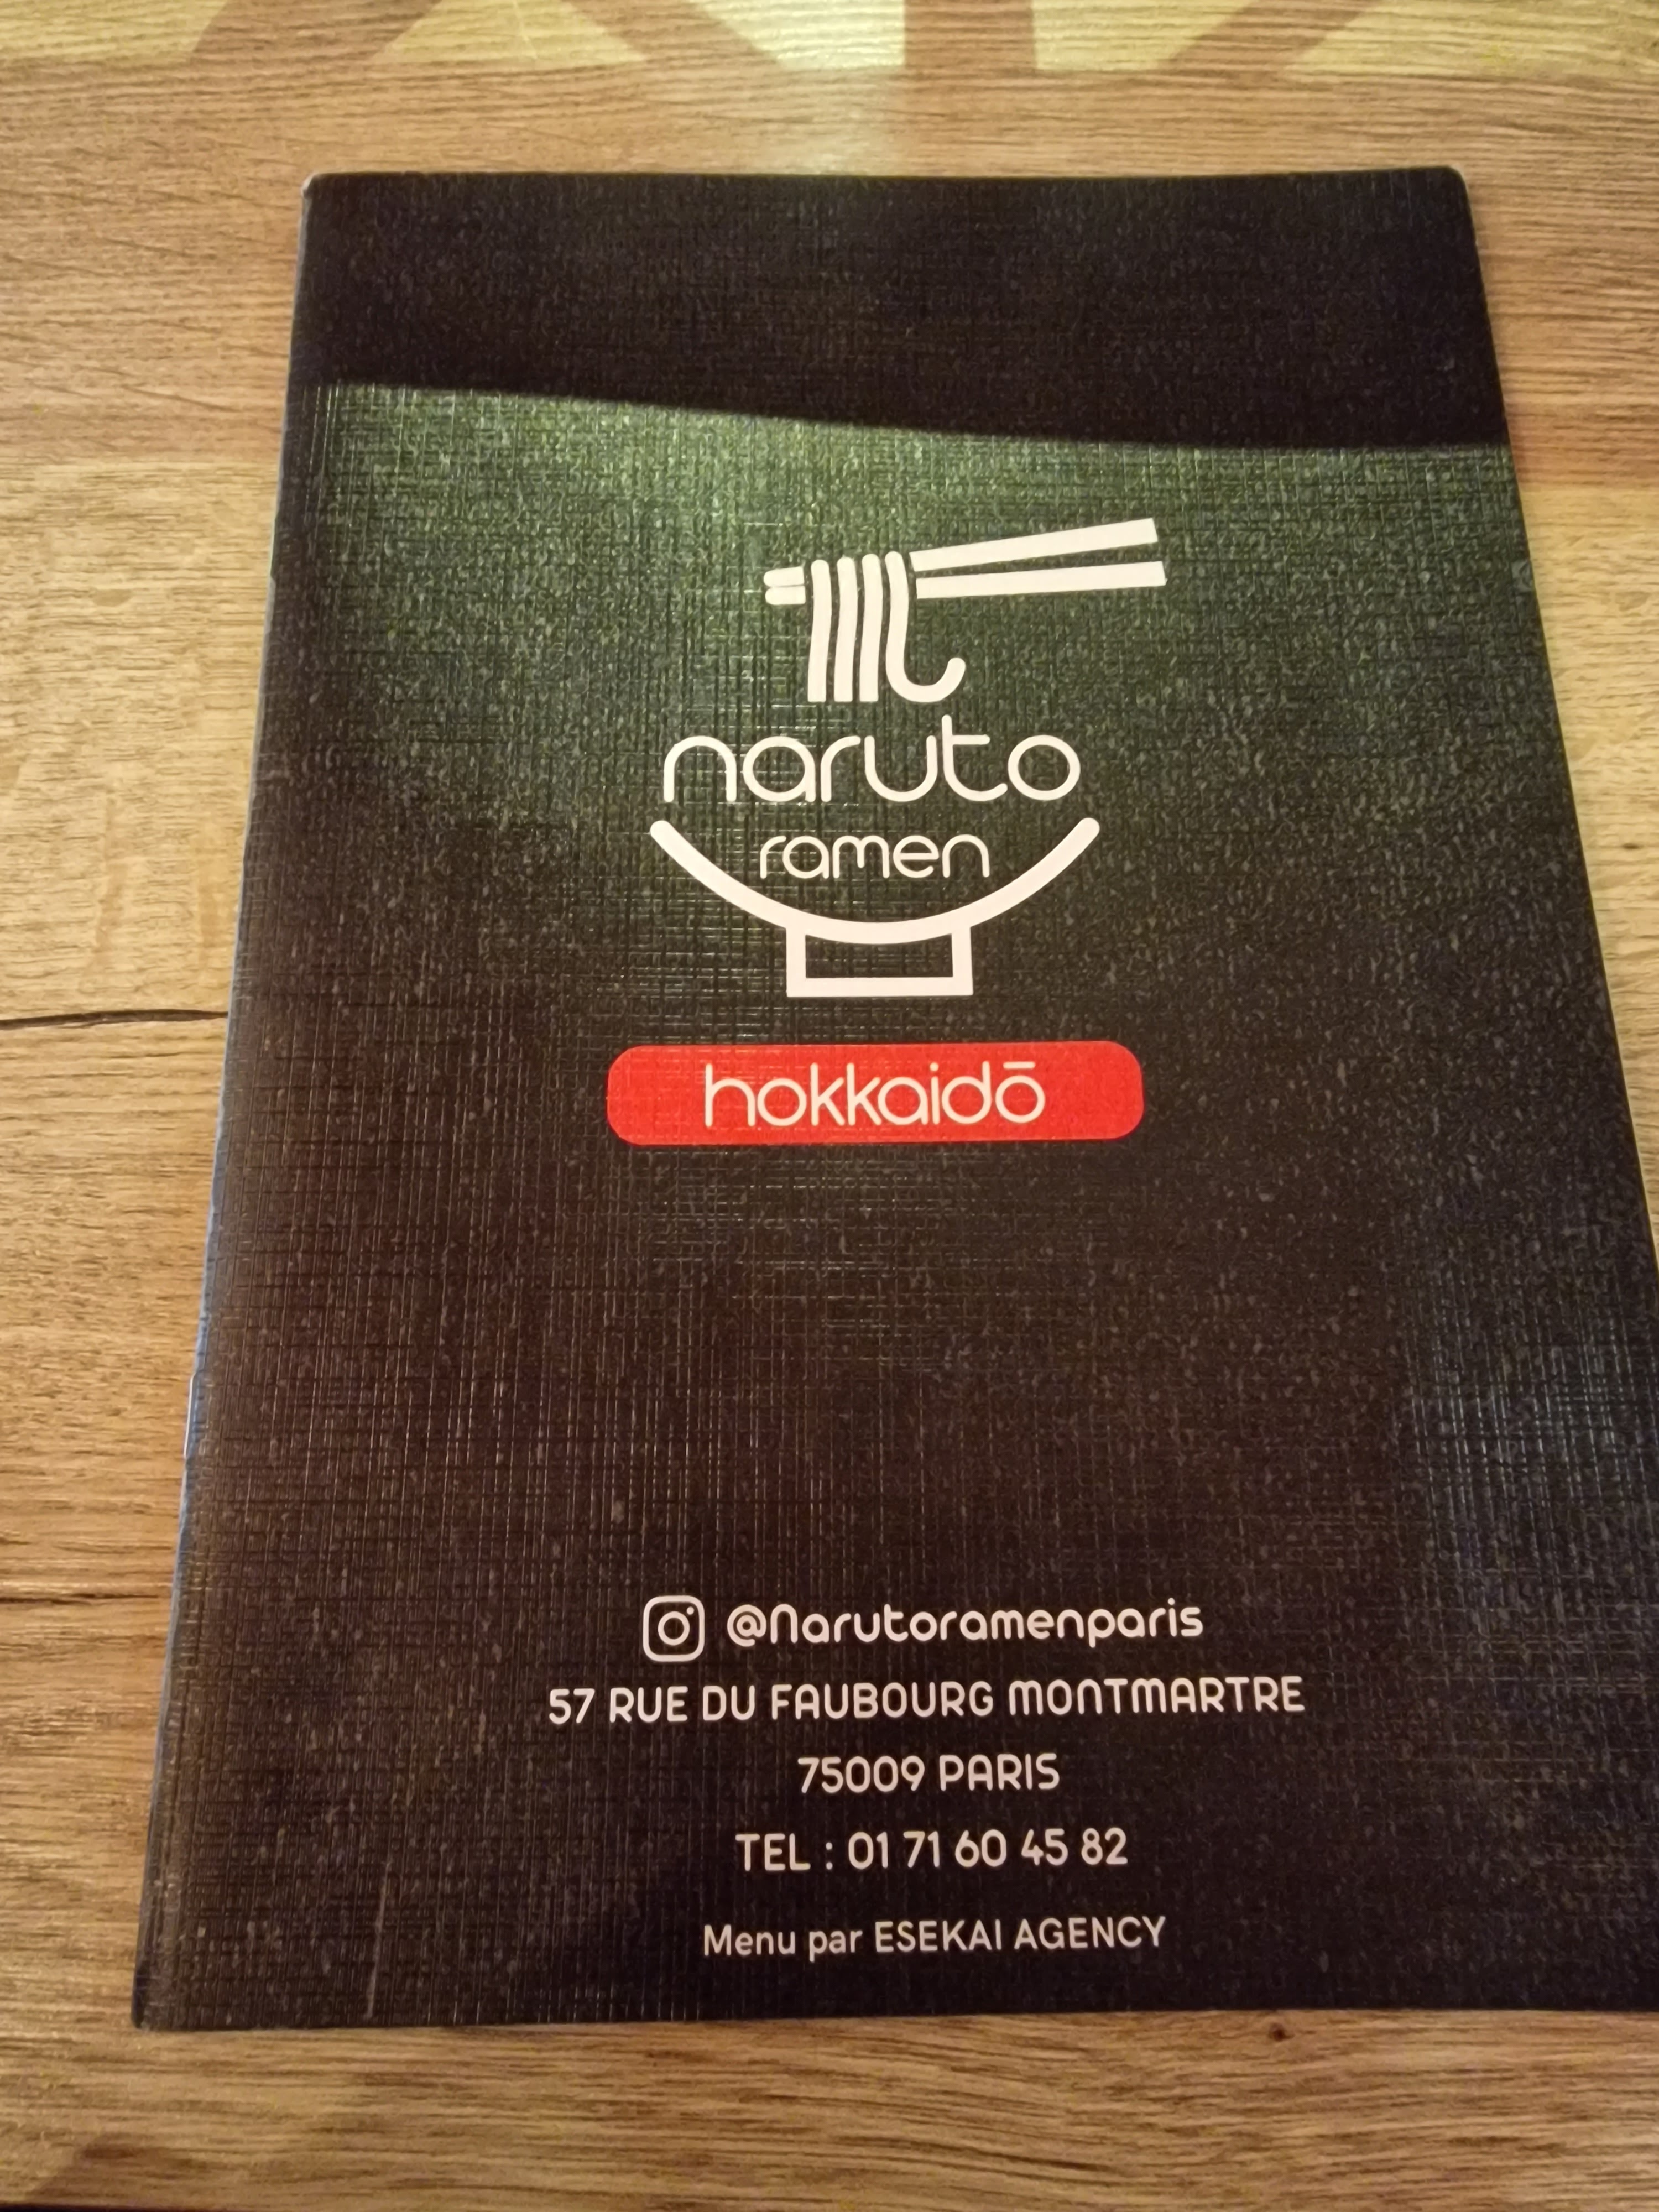 naruto
ramen
hokkaidō
@Narutoramenparis
57 RUE DU FAUBOURG MONTMARTRE
75009 PARIS
TEL : 01 71 60 45 82
Menu par ESEKAI AGENCY